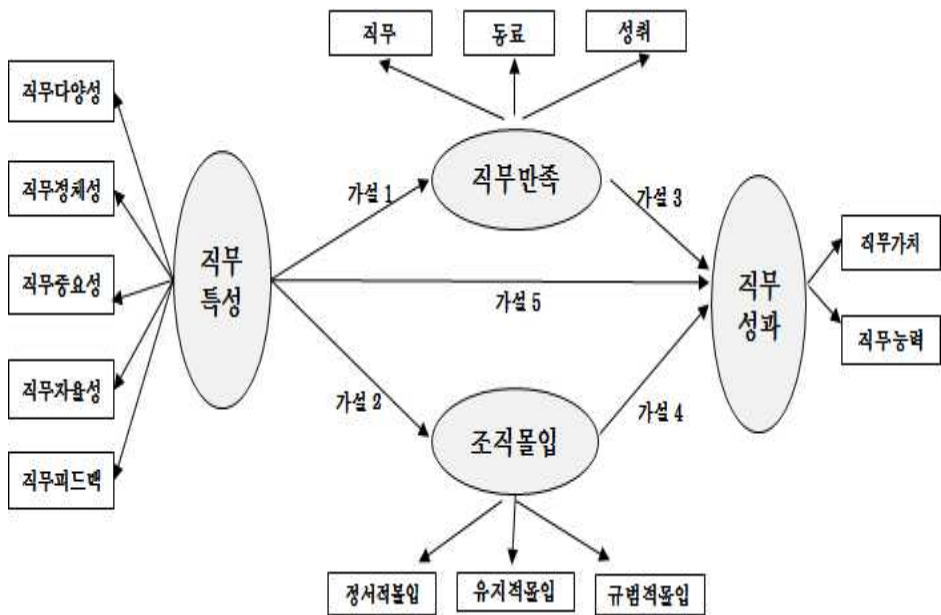 직무
동료
성취
직무다양성
직무정체성
직무중요성
직무자율성
직무피드백
직무
특성
가설 1
직무만족
가설 3
가설 5
직무
성과
직무가치
직무능력
가설 2
조직몰입
가설 4
정서적몰입
유지적몰입
규범적몰입